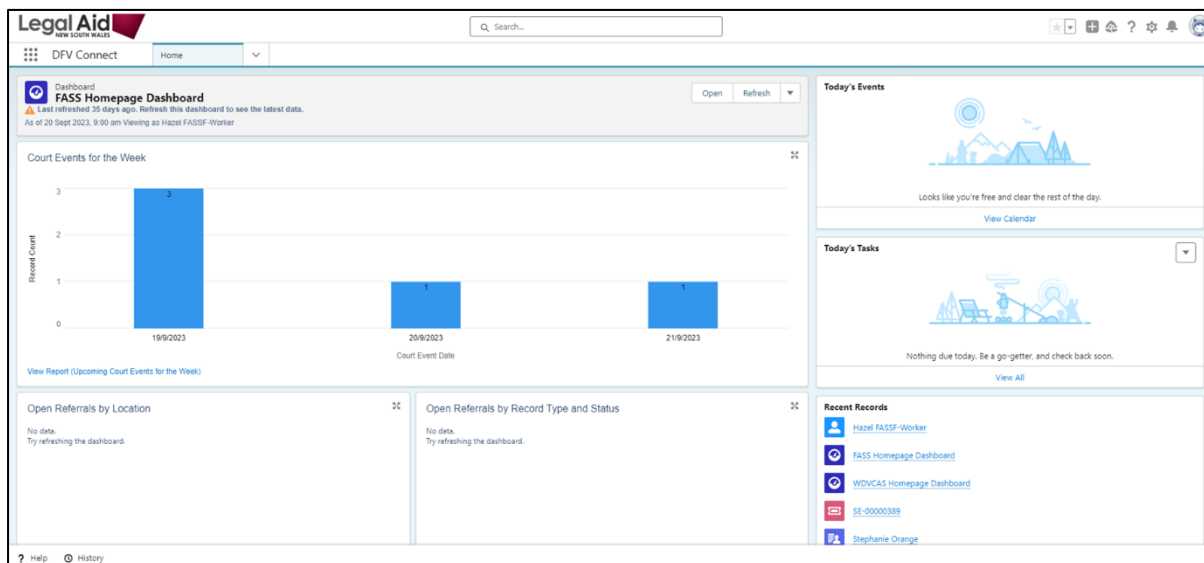 Legal Aid
NEW SOUTH WALES
Search...
DFV Connect
Home
Dashboard
FASS Homepage Dashboard
Last refreshed 35 days ago. Refresh this dashboard to see the latest data.
As of 20 Sept 2023, 9:00 am·Viewing as Hazel FASSF-Worker
Open
Refresh
Court Events for the Week
Record Count
3
2
1
0
3
1
1
19/9/2023
20/9/2023
21/9/2023
Court Event Date
View Report (Upcoming Court Events for the Week)
Open Referrals by Location
No data.
Try refreshing the dashboard.
Open Referrals by Record Type and Status
No data.
Try refreshing the dashboard.
Today's Events
Looks like you're free and clear the rest of the day.
View Calendar
Today's Tasks
Nothing due today. Be a go-getter, and check back soon.
View All
Recent Records
Hazel FASSF-Worker
FASS Homepage Dashboard
WDVCAS Homepage Dashboard
SE-00000389
Stephanie Orange
? Help
History